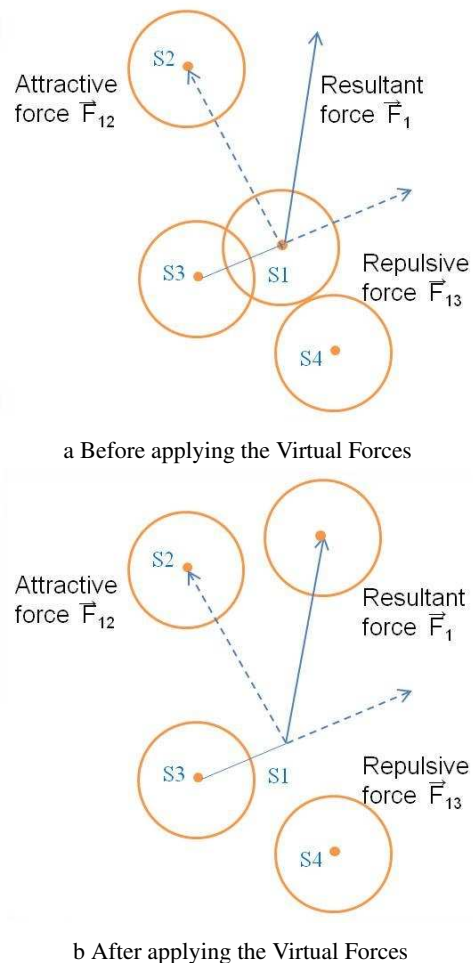 S2
Attractive
force F⃗12
Resultant
force F⃗1
S3
S1
Repulsive
force F⃗13
S4
a Before applying the Virtual Forces
S2
Attractive
force F⃗12
Resultant
force F⃗1
S3
S1
Repulsive
force F⃗13
S4
b After applying the Virtual Forces